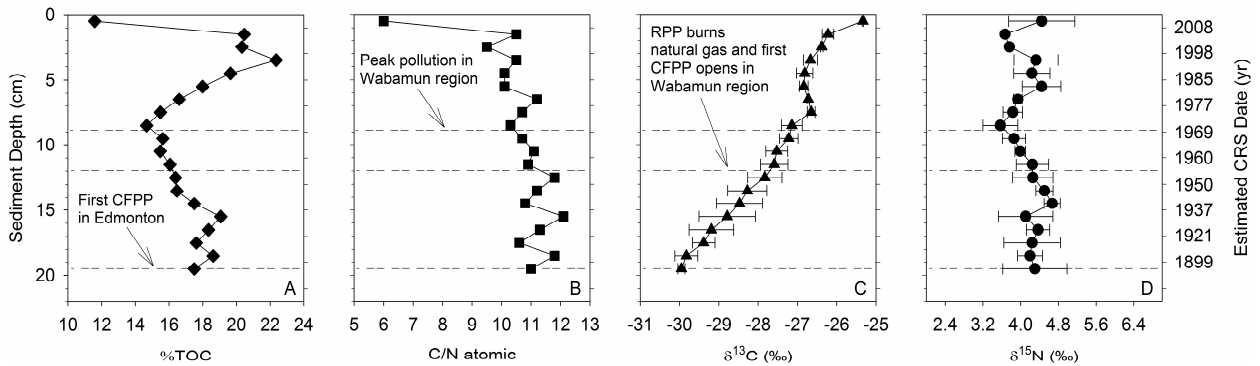 0
5
10
15
20
Sediment Depth (cm)
First CFPP
in Edmonton
A
10 12 14 16 18 20 22 24
%TOC
Peak pollution in
Wabamun region
B
5 6 7 8 9 10 11 12 13
C/N atomic
RPP burns
natural gas and first
CFPP opens in
Wabamun region
C
-31 -30 -29 -28 -27 -26 -25
δ¹³C (‰)
D
2.4 3.2 4.0 4.8 5.6 6.4
δ¹⁵N (‰)
2008
1998
1985
1977
1969
1960
1950
1937
1921
1899
Estimated CRS Date (yr)